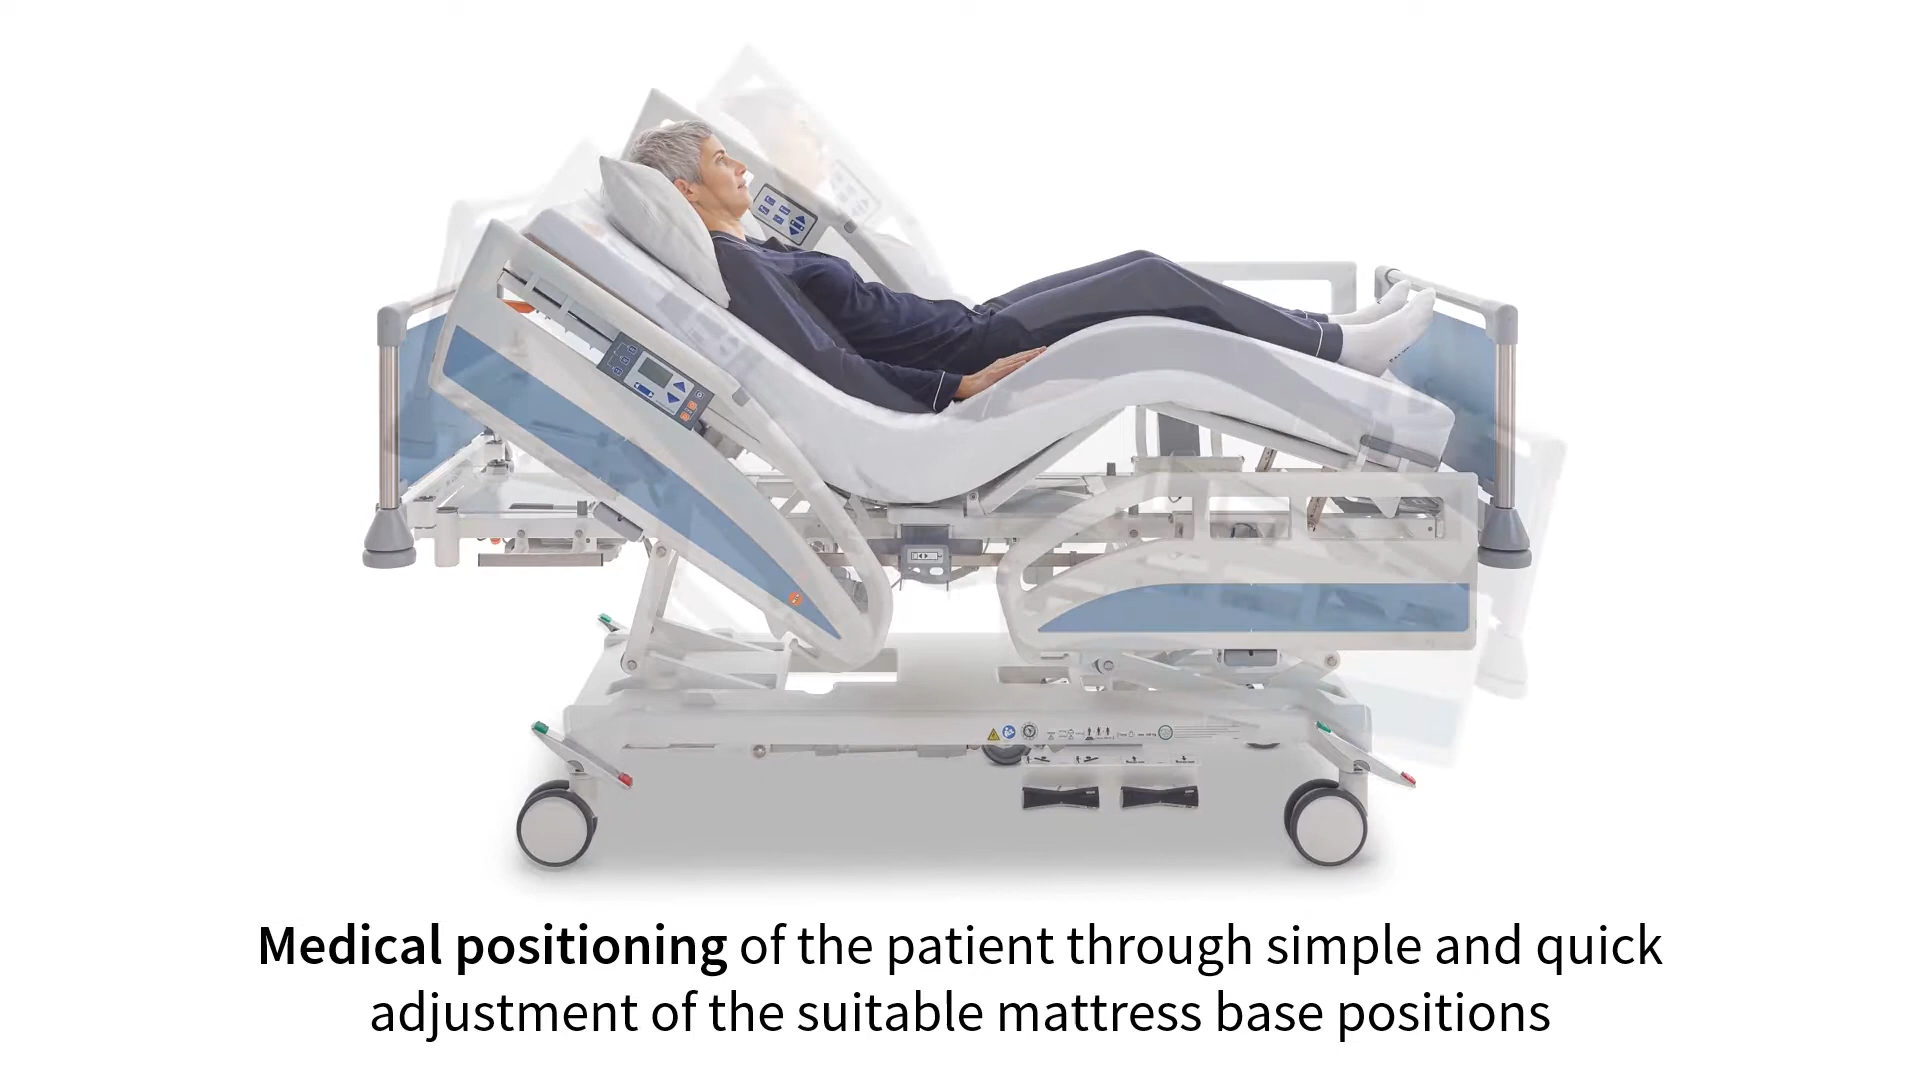 Medical positioning of the patient through simple and quick
adjustment of the suitable mattress base positions